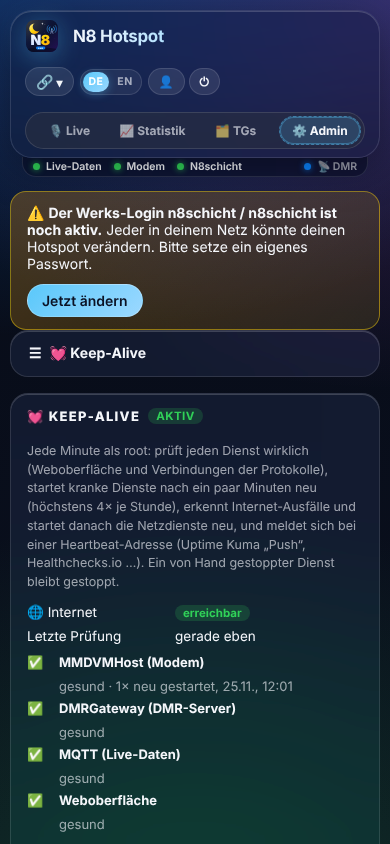 N8
N8 Hotspot
🔗 ▾ DE EN 👤 ⏻
🎙️ Live 📈 Statistik 🗂️ TGs ⚙️ Admin
Live-Daten Modem N8schicht 📡 DMR
⚠️ Der Werks-Login n8schicht / n8schicht ist
noch aktiv. Jeder in deinem Netz könnte deinen
Hotspot verändern. Bitte setze ein eigenes
Passwort.
Jetzt ändern
☰ 💓 Keep-Alive
💓 KEEP-ALIVE AKTIV
Jede Minute als root: prüft jeden Dienst wirklich
(Weboberfläche und Verbindungen der Protokolle),
startet kranke Dienste nach ein paar Minuten neu
(höchstens 4× je Stunde), erkennt Internet-Ausfälle und
startet danach die Netzdienste neu, und meldet sich bei
einer Heartbeat-Adresse (Uptime Kuma „Push“,
Healthchecks.io …). Ein von Hand gestoppter Dienst
bleibt gestoppt.
🌐 Internet erreichbar
Letzte Prüfung gerade eben
✅ MMDVMHost (Modem)
gesund · 1× neu gestartet, 25.11., 12:01
✅ DMRGateway (DMR-Server)
gesund
✅ MQTT (Live-Daten)
gesund
✅ Weboberfläche
gesund